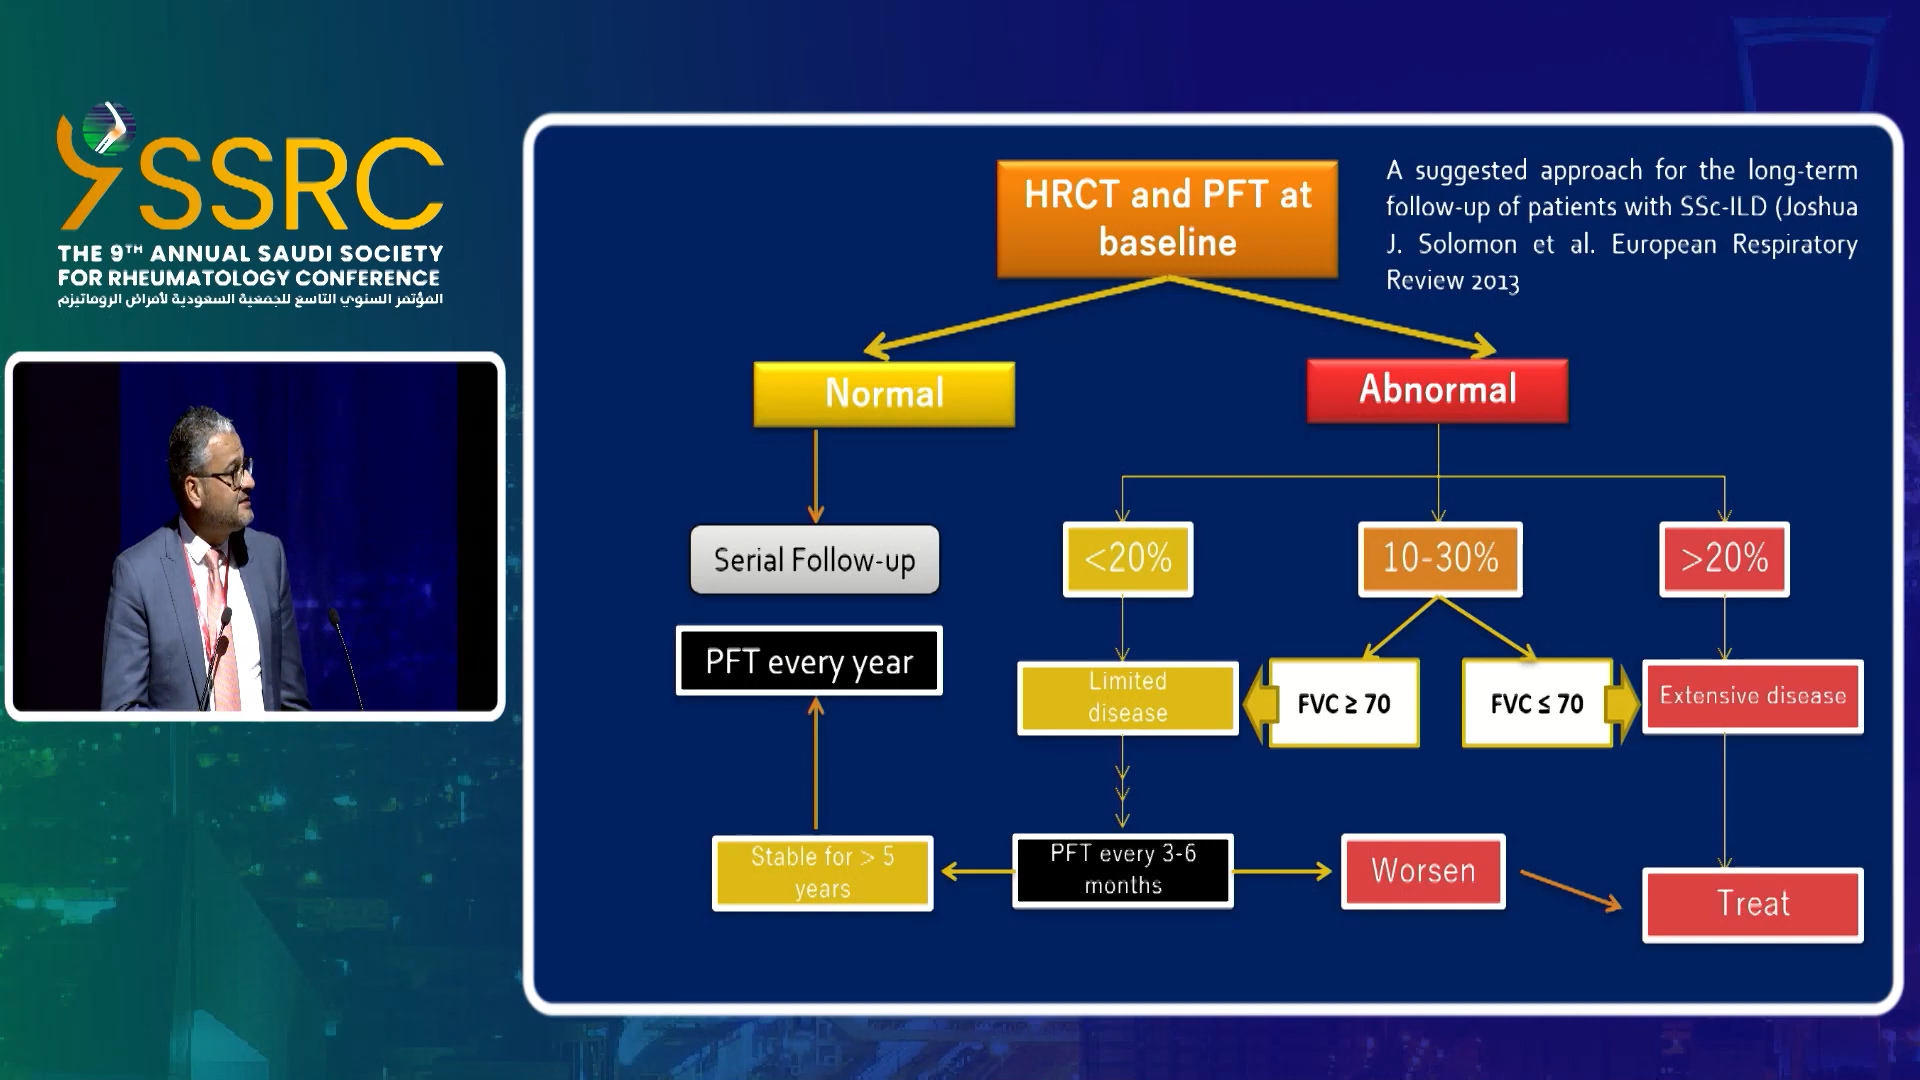 9SSRC
THE 9TH ANNUAL SAUDI SOCIETY
FOR RHEUMATOLOGY CONFERENCE
المؤتمر السنوي التاسع للجمعية السعودية لأمراض الروماتيزم
HRCT and PFT at
baseline
A suggested approach for the long-term
follow-up of patients with SSc-ILD (Joshua
J. Solomon et al. European Respiratory
Review 2013
Normal
Abnormal
Serial Follow-up
<20%
10-30%
>20%
PFT every year
Limited
disease
FVC ≥ 70
FVC ≤ 70
Extensive disease
Stable for > 5
years
PFT every 3-6
months
Worsen
Treat